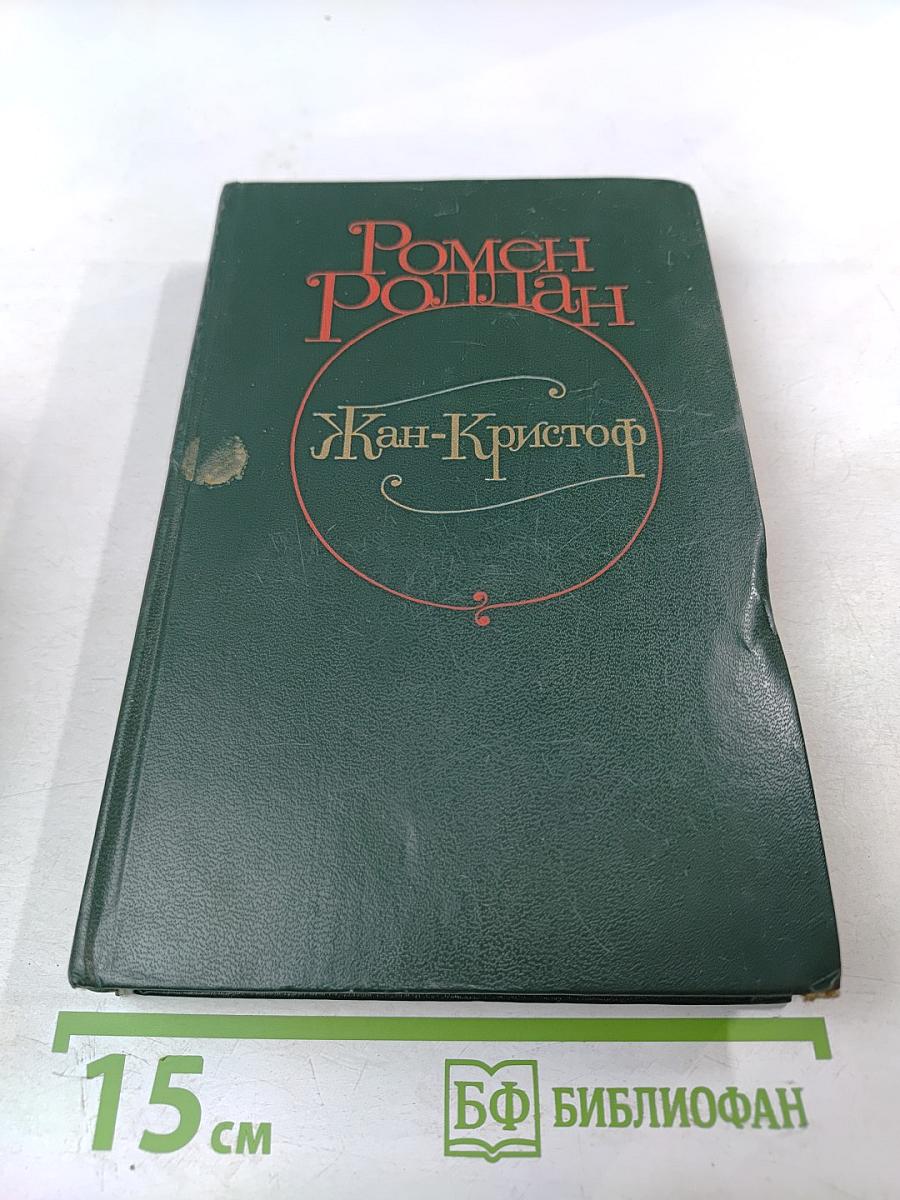 Ромен
Роллан
Жан-Кристоф
15 см
БФ БИБЛИОФАН